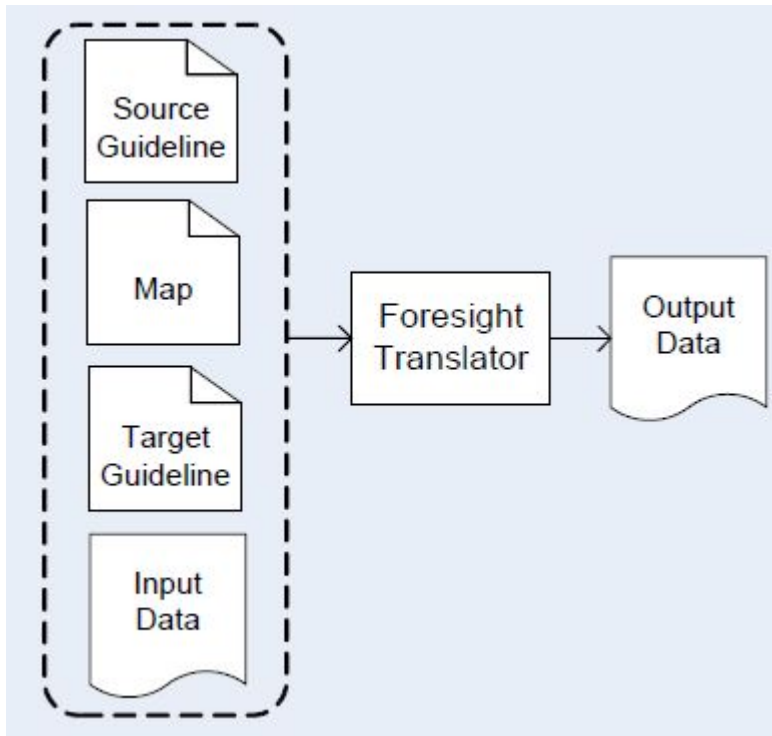 Source
Guideline
Map
Target
Guideline
Input
Data
Foresight
Translator
Output
Data